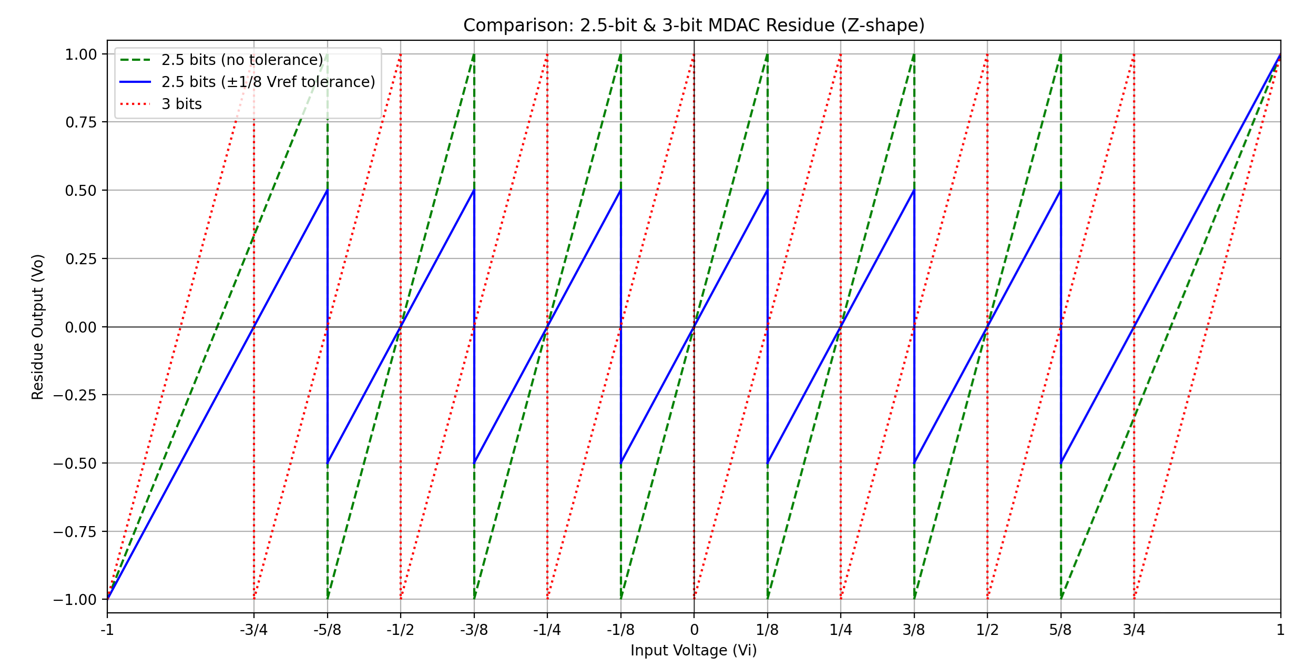 Comparison: 2.5-bit & 3-bit MDAC Residue (Z-shape)
2.5 bits (no tolerance)
2.5 bits (±1/8 Vref tolerance)
3 bits
1.00
0.75
0.50
0.25
0.00
−0.25
−0.50
−0.75
−1.00
Residue Output (Vo)
-1 -3/4 -5/8 -1/2 -3/8 -1/4 -1/8 0 1/8 1/4 3/8 1/2 5/8 3/4 1
Input Voltage (Vi)